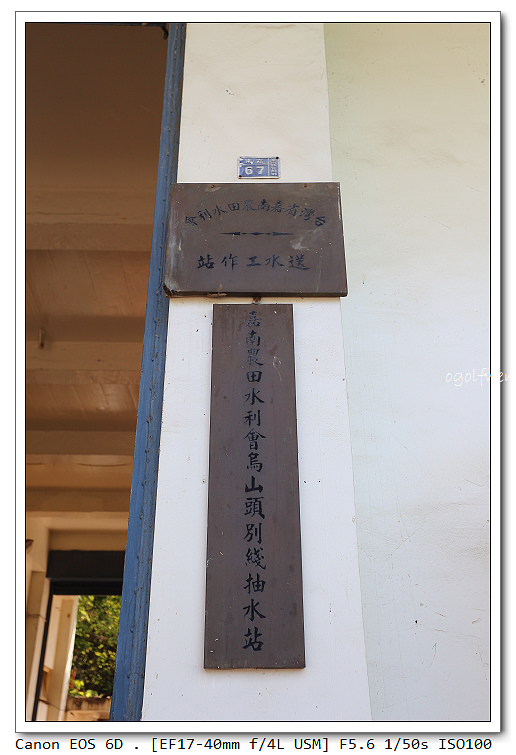 67
台灣省嘉南農田水利會
送水工作站
嘉南農田水利會烏山頭別綫抽水站
ogolfnew
Canon EOS 6D . [EF17-40mm f/4L USM] F5.6 1/50s ISO100